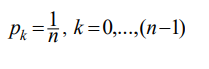 p_k = 1/n, k = 0,...,(n−1)